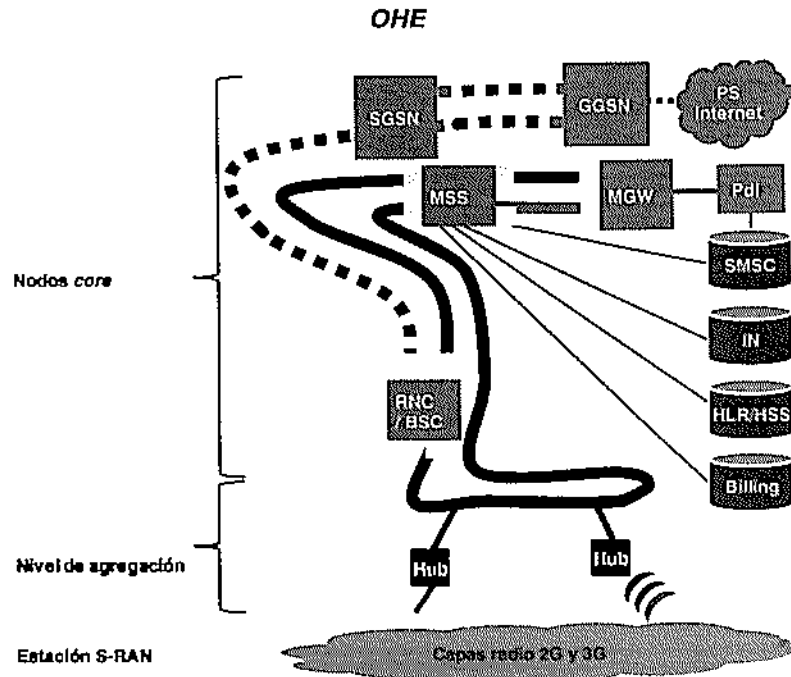 OHE
SGSN
GGSN
PS
Internet
MSS
MGW
PdI
SMSC
Nodos core
IN
RNC
/ BSC
HLR/HSS
Billing
Nivel de agregación
Hub
Hub
Estación S-RAN
Capas radio 2G y 3G